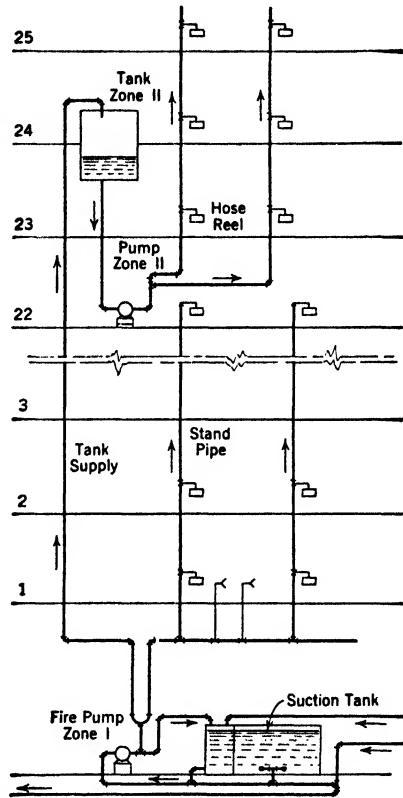 25
Tank
Zone II
24
Hose
Reel
23
Pump
Zone II
22
3
Stand
Pipe
Tank
Supply
2
1
Fire Pump
Zone I
Suction Tank